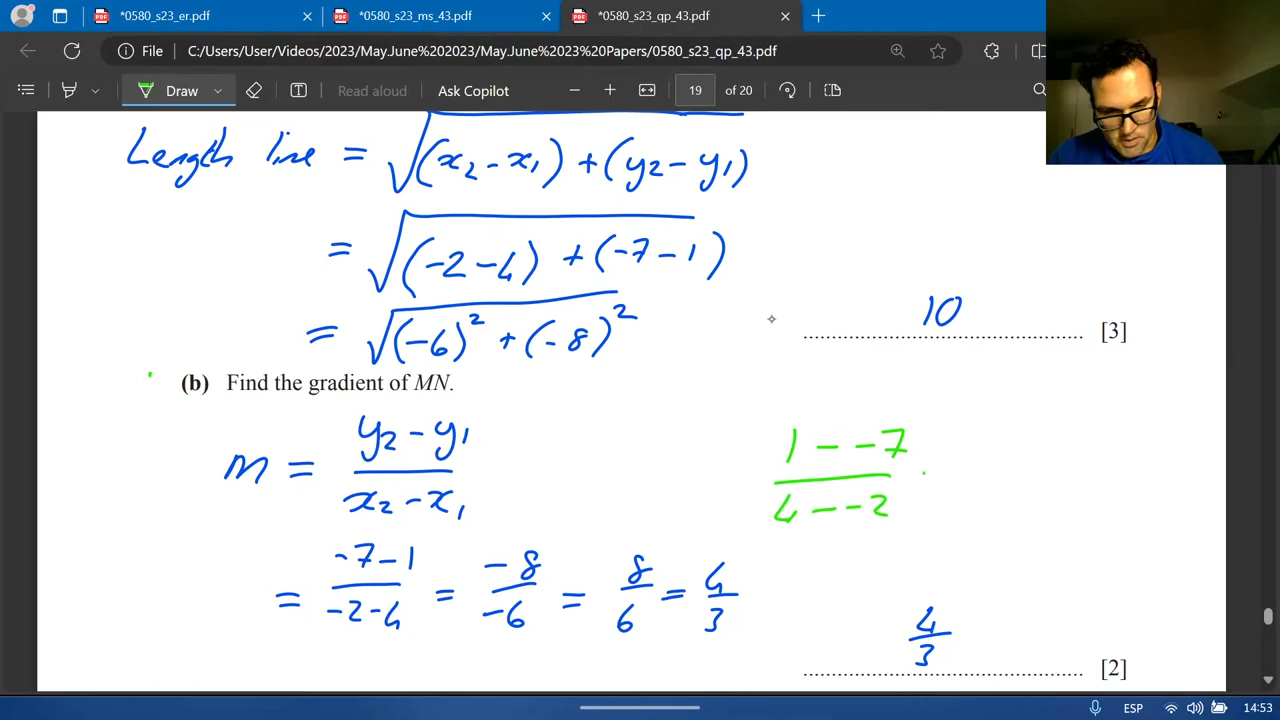 *0580_s23_er.pdf
*0580_s23_ms_43.pdf
*0580_s23_qp_43.pdf
File
C:/Users/User/Videos/2023/May.June%202023/May.June%2023%20Papers/0580_s23_qp_43.pdf
Draw
Read aloud
Ask Copilot
19 of 20
Length line = √(x₂ - x₁) + (y₂ - y₁)
= √(-2 - 4) + (-7 - 1)
= √(-6)² + (-8)²
10
................................................ [3]
(b) Find the gradient of MN.
m = y₂ - y₁ / x₂ - x₁
1 - -7 / 4 - -2
= -7 - 1 / -2 - 4 = -8 / -6 = 8 / 6 = 4 / 3
4 / 3
................................................ [2]
ESP
14:53